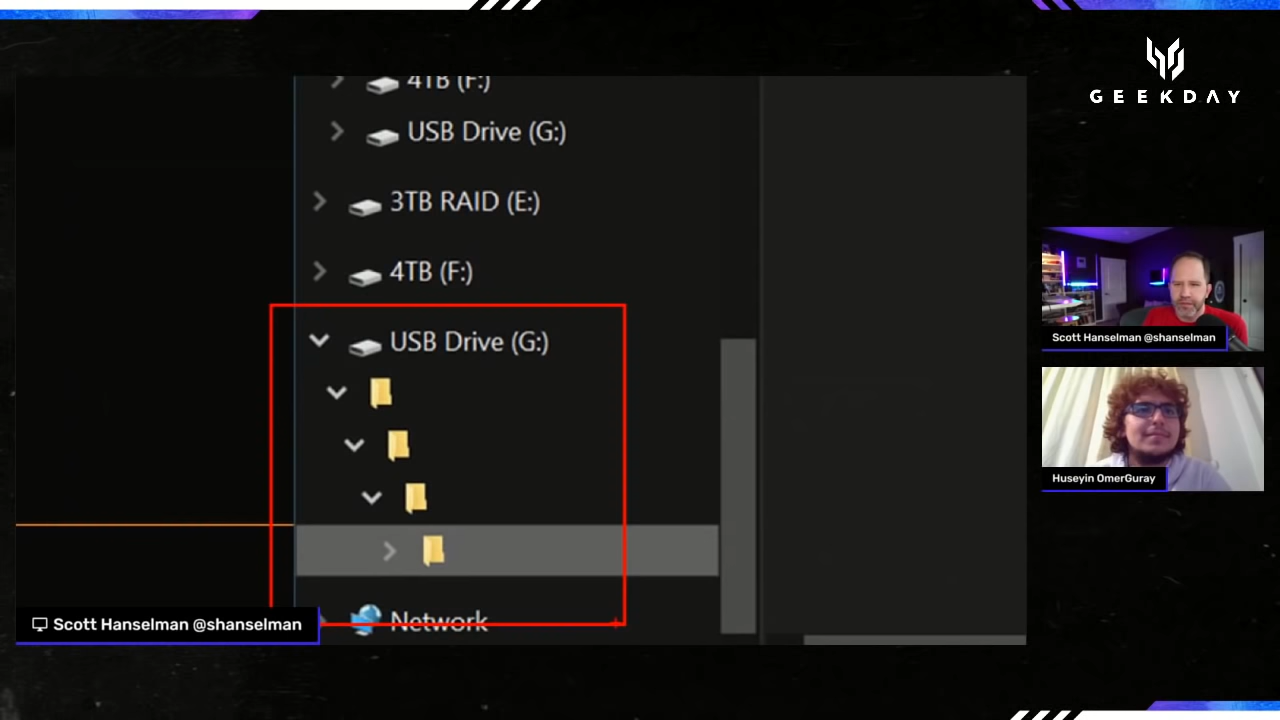 4TB (F:)
USB Drive (G:)
3TB RAID (E:)
4TB (F:)
USB Drive (G:)
Network
Scott Hanselman @shanselman
GEEKDAY
Scott Hanselman @shanselman
Huseyin OmerGuray